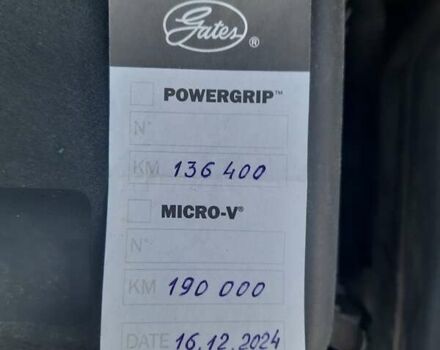 Gates®
POWERGRIP™
N°
KM 136 400
MICRO-V®
N°
KM 190 000
DATE 16.12.2024